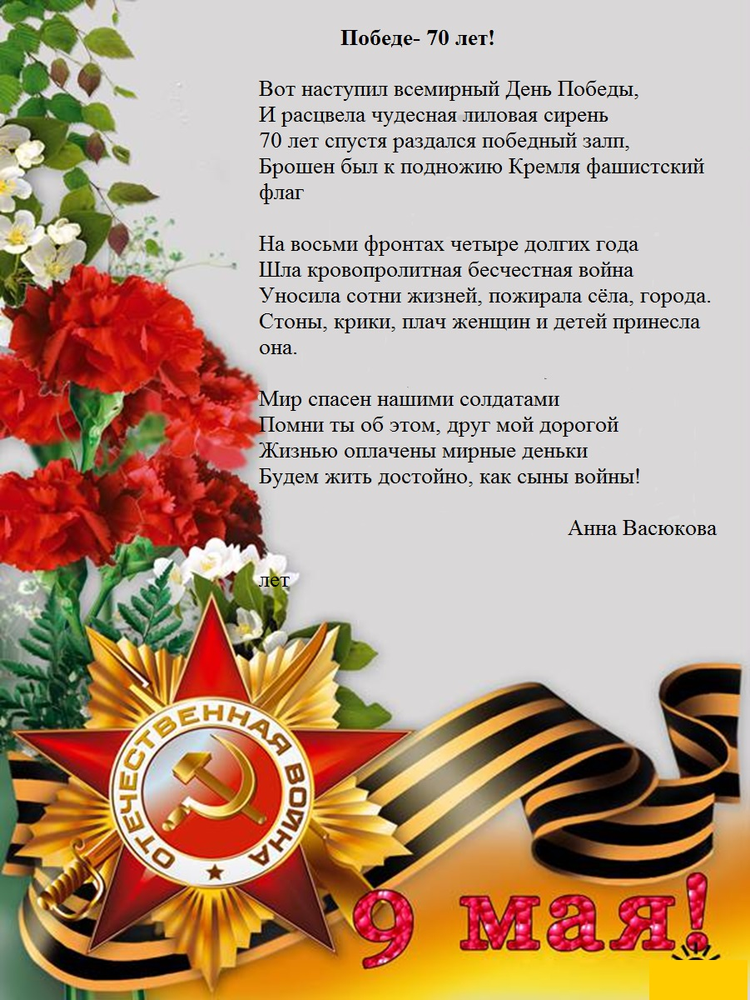 Победе- 70 лет!
Вот наступил всемирный День Победы,
И расцвела чудесная лиловая сирень
70 лет спустя раздался победный залп,
Брошен был к подножию Кремля фашистский
флаг
На восьми фронтах четыре долгих года
Шла кровопролитная бесчестная война
Уносила сотни жизней, пожирала сёла, города.
Стоны, крики, плач женщин и детей принесла
она.
Мир спасен нашими солдатами
Помни ты об этом, друг мой дорогой
Жизнью оплачены мирные деньки
Будем жить достойно, как сыны войны!
Анна Васюкова
лет
ОТЕЧЕСТВЕННАЯ ВОЙНА
9 мая!